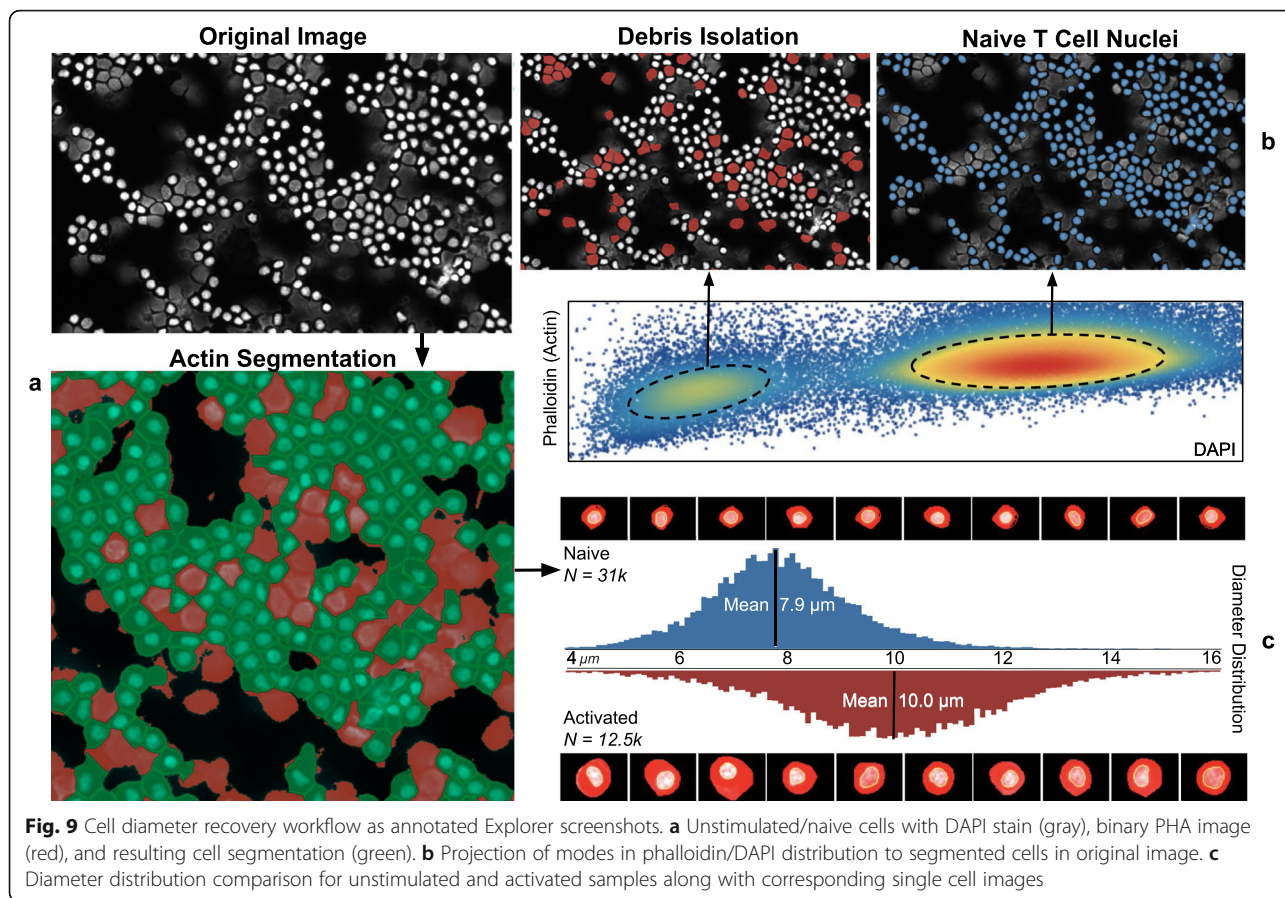 Original Image
Debris Isolation
Naive T Cell Nuclei
b
Actin Segmentation
a
Phalloidin (Actin)
DAPI
Naive
N = 31k
Mean 7.9 µm
4 µm 6 8 10 12 14 16
Mean 10.0 µm
Activated
N = 12.5k
Diameter Distribution
c
Fig. 9 Cell diameter recovery workflow as annotated Explorer screenshots. a Unstimulated/naive cells with DAPI stain (gray), binary PHA image
(red), and resulting cell segmentation (green). b Projection of modes in phalloidin/DAPI distribution to segmented cells in original image. c
Diameter distribution comparison for unstimulated and activated samples along with corresponding single cell images